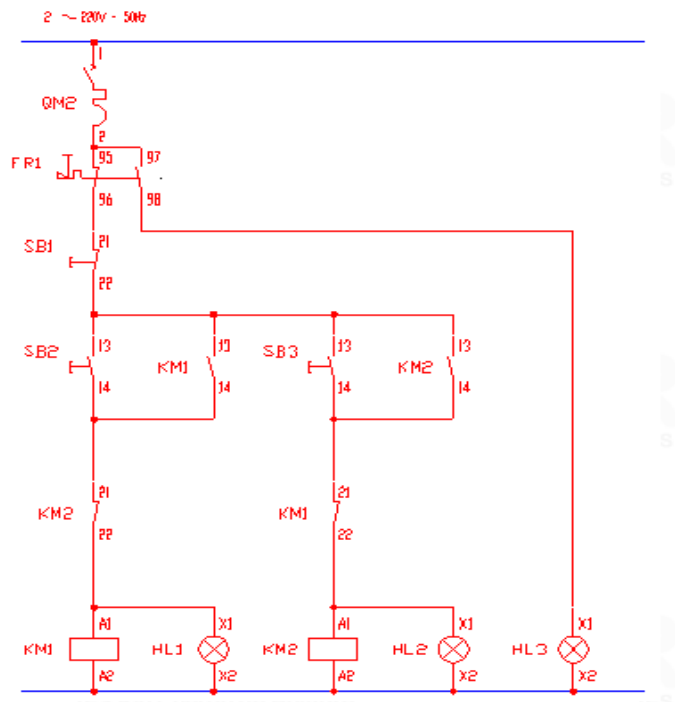 2 ~ 220V - 50Hz
1
QM2
2
FR1 95 97
96 98
SB1 21
22
SB2 13 KM1 13 SB3 13 KM2 13
14 14 14 14
KM2 21 KM1 21
22 22
A1 X1 A1 X1 X1
KM1 HL1 KM2 HL2 HL3
A2 X2 A2 X2 X2
S
S
S